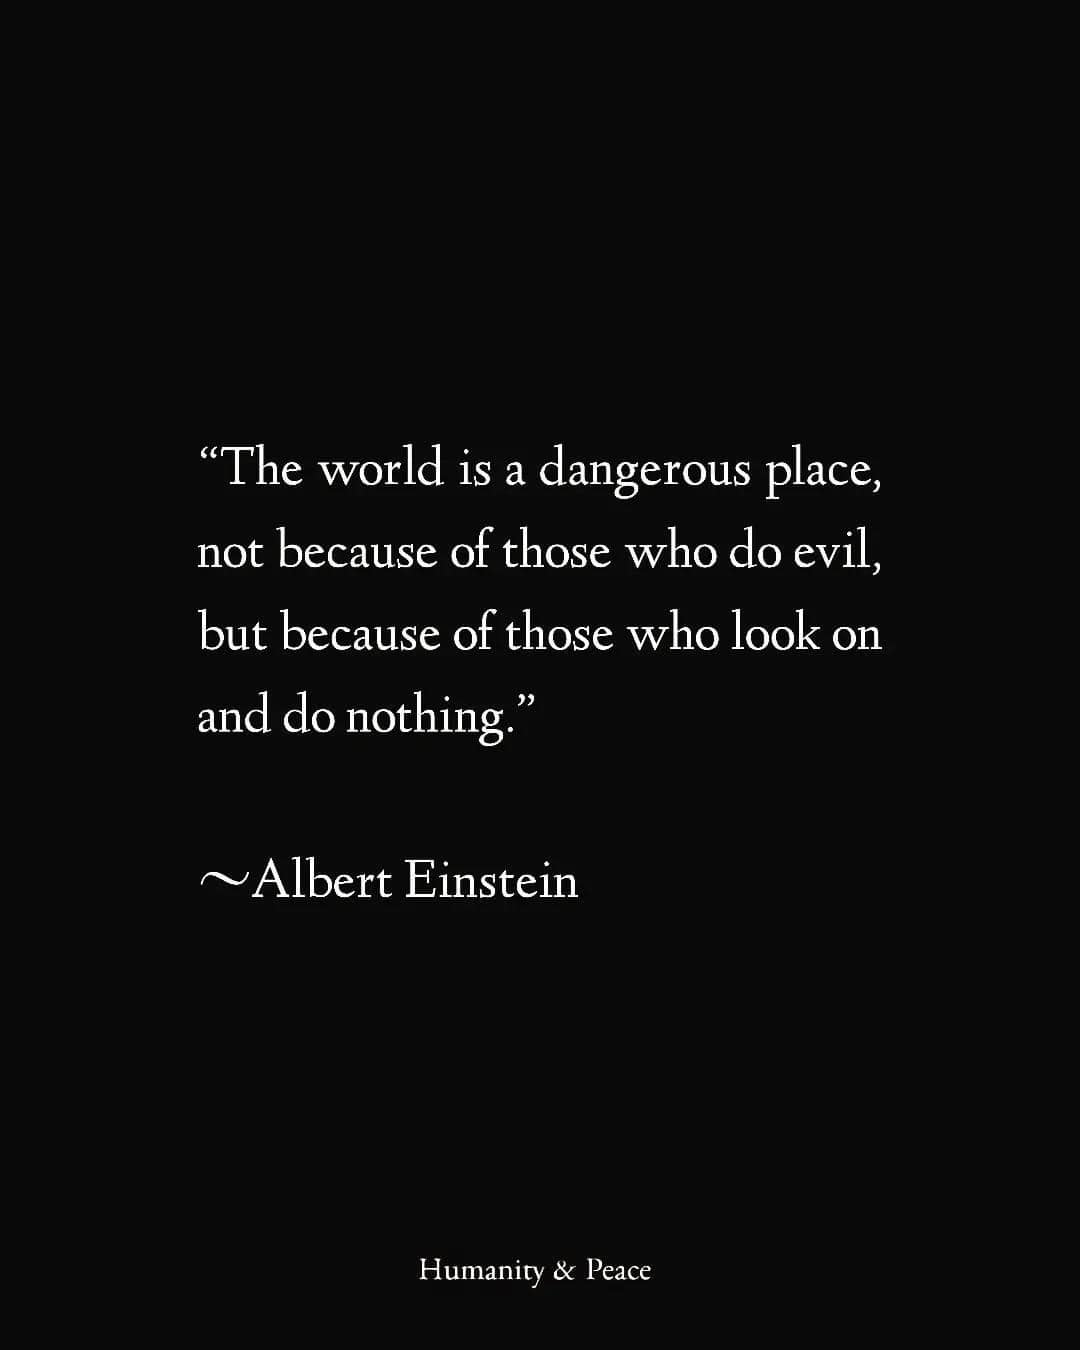 “The world is a dangerous place,
not because of those who do evil,
but because of those who look on
and do nothing.”
~Albert Einstein
Humanity & Peace